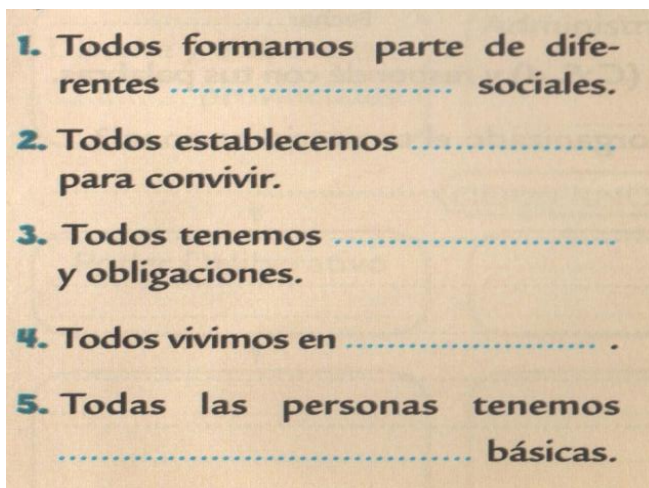 1. Todos formamos parte de dife-
rentes .............................. sociales.
2. Todos establecemos ......................
para convivir.
3. Todos tenemos ..............................
y obligaciones.
4. Todos vivimos en ........................... .
5. Todas las personas tenemos
............................................ básicas.